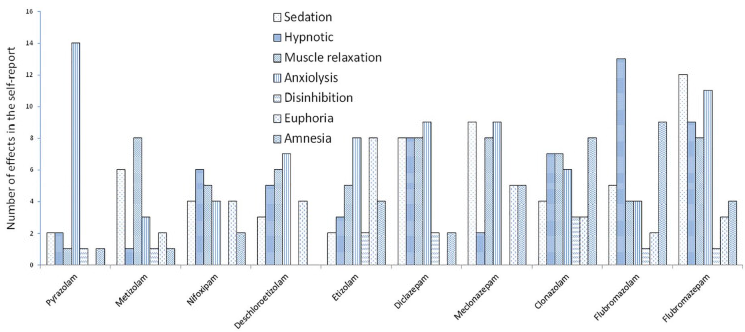 Sedation
Hypnotic
Muscle relaxation
Anxiolysis
Disinhibition
Euphoria
Amnesia
Number of effects in the self-report
16
14
12
10
8
6
4
2
0
Pyrazolam
Metizolam
Nifoxipam
Deschloroetizolam
Etizolam
Diclazepam
Meclonazepam
Clonazolam
Flubromazolam
Flubromazepam